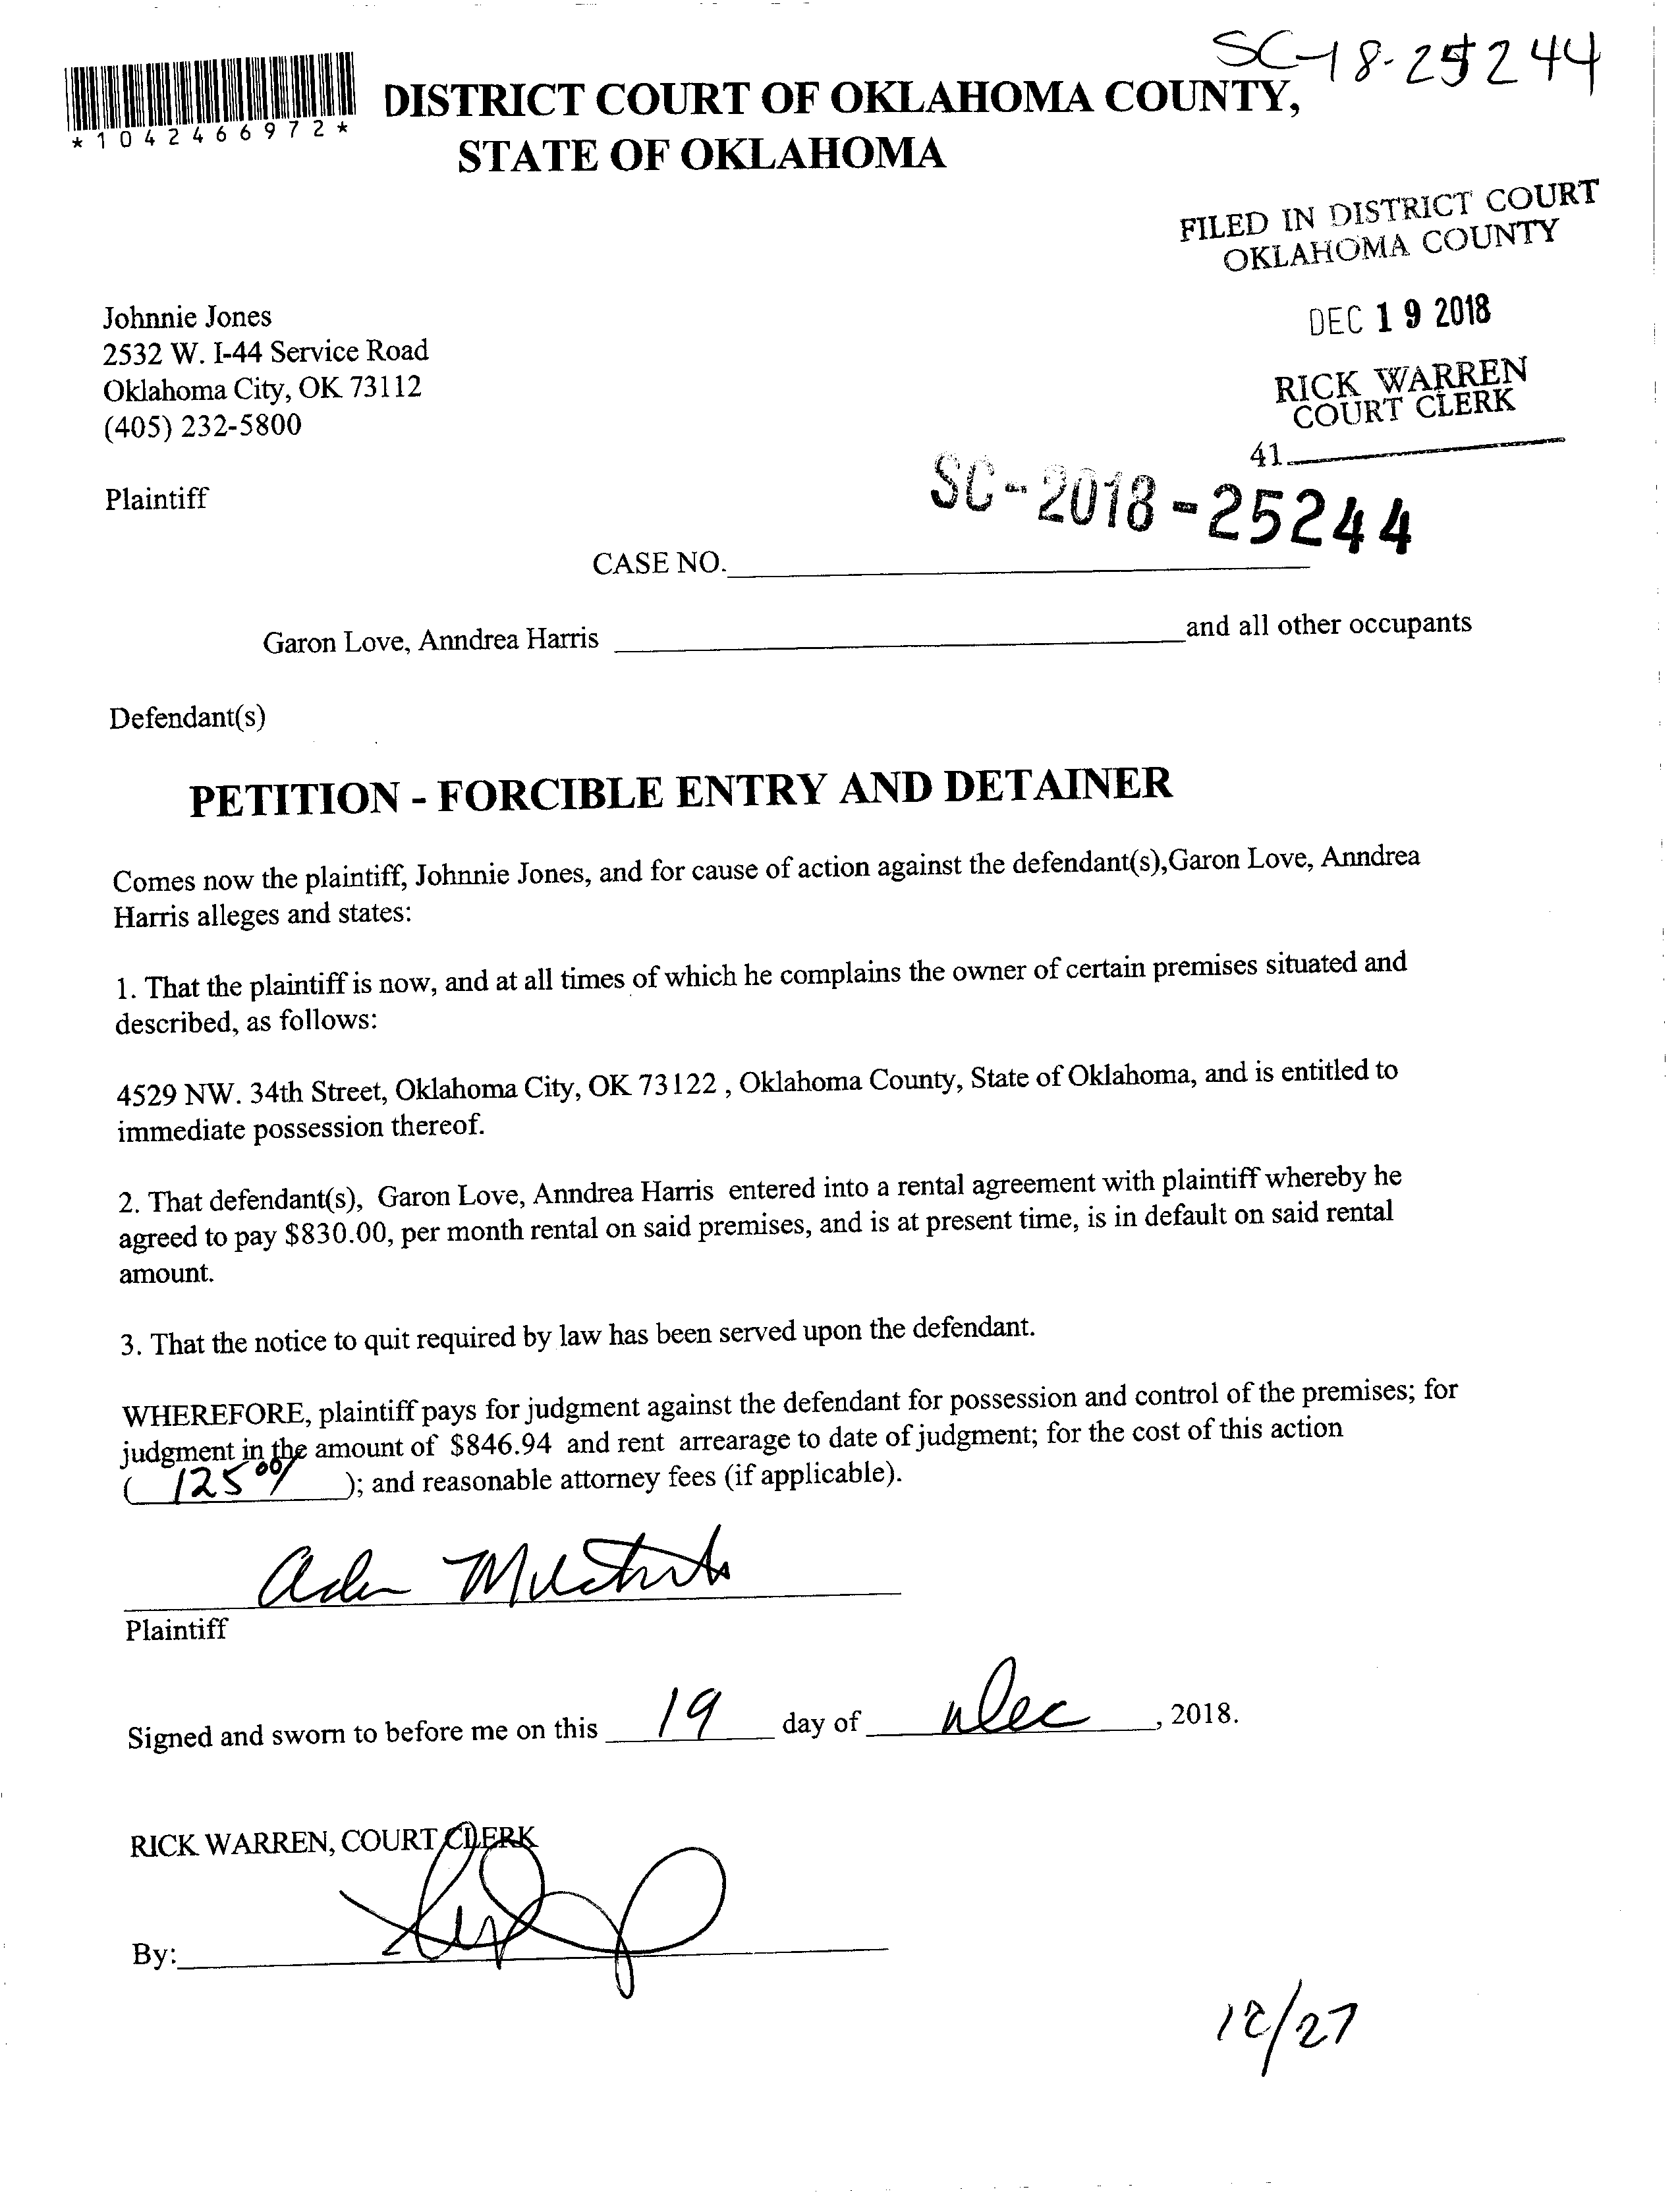 SC-18-25244
*1042466972*
DISTRICT COURT OF OKLAHOMA COUNTY,
STATE OF OKLAHOMA
FILED IN DISTRICT COURT
OKLAHOMA COUNTY
DEC 19 2018
RICK WARREN
COURT CLERK
41
Johnnie Jones
2532 W. I-44 Service Road
Oklahoma City, OK 73112
(405) 232-5800
Plaintiff
SC-2018-25244
CASE NO.
Garon Love, Anndrea Harris and all other occupants
Defendant(s)
PETITION - FORCIBLE ENTRY AND DETAINER
Comes now the plaintiff, Johnnie Jones, and for cause of action against the defendant(s),Garon Love, Anndrea
Harris alleges and states:
1. That the plaintiff is now, and at all times of which he complains the owner of certain premises situated and
described, as follows:
4529 NW. 34th Street, Oklahoma City, OK 73122 , Oklahoma County, State of Oklahoma, and is entitled to
immediate possession thereof.
2. That defendant(s), Garon Love, Anndrea Harris entered into a rental agreement with plaintiff whereby he
agreed to pay $830.00, per month rental on said premises, and is at present time, is in default on said rental
amount.
3. That the notice to quit required by law has been served upon the defendant.
WHEREFORE, plaintiff pays for judgment against the defendant for possession and control of the premises; for
judgment in the amount of $846.94 and rent arrearage to date of judgment; for the cost of this action
( 125 00 ); and reasonable attorney fees (if applicable).
Plaintiff
Signed and sworn to before me on this 19 day of Dec , 2018.
RICK WARREN, COURT CLERK
By:
12/27